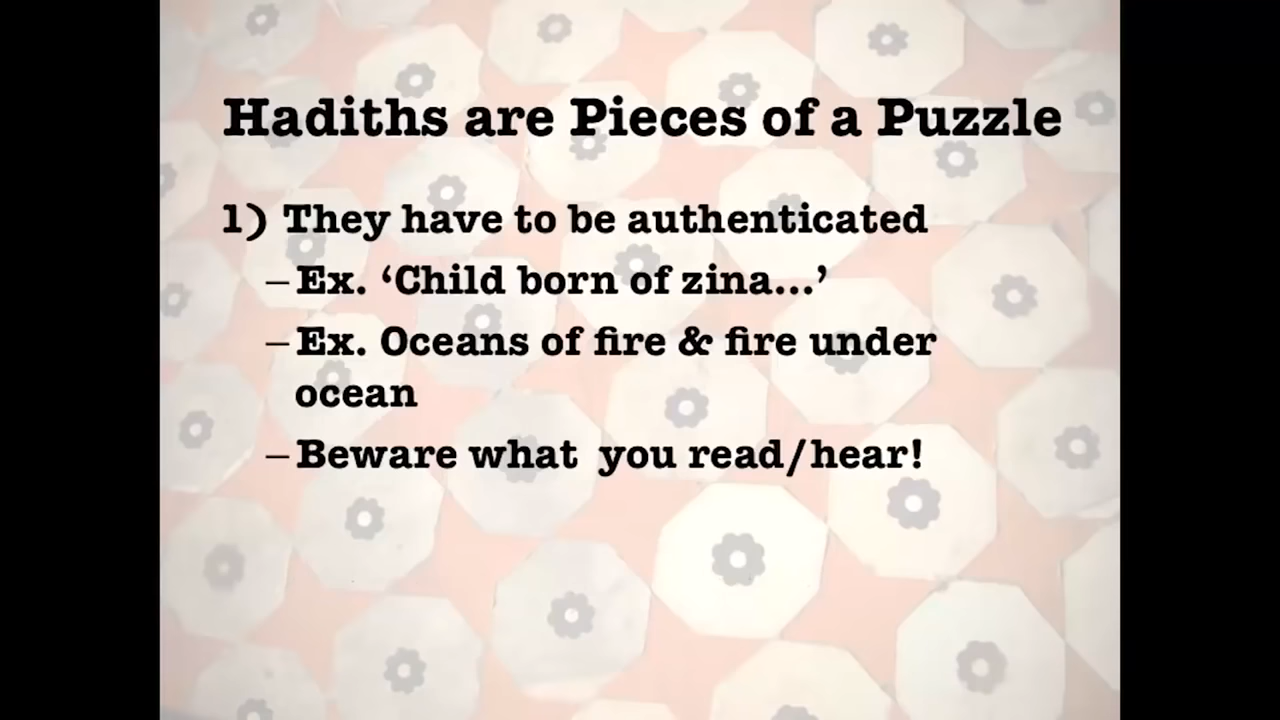 Hadiths are Pieces of a Puzzle
1) They have to be authenticated
– Ex. ‘Child born of zina...’
– Ex. Oceans of fire & fire under
ocean
– Beware what  you read/hear!